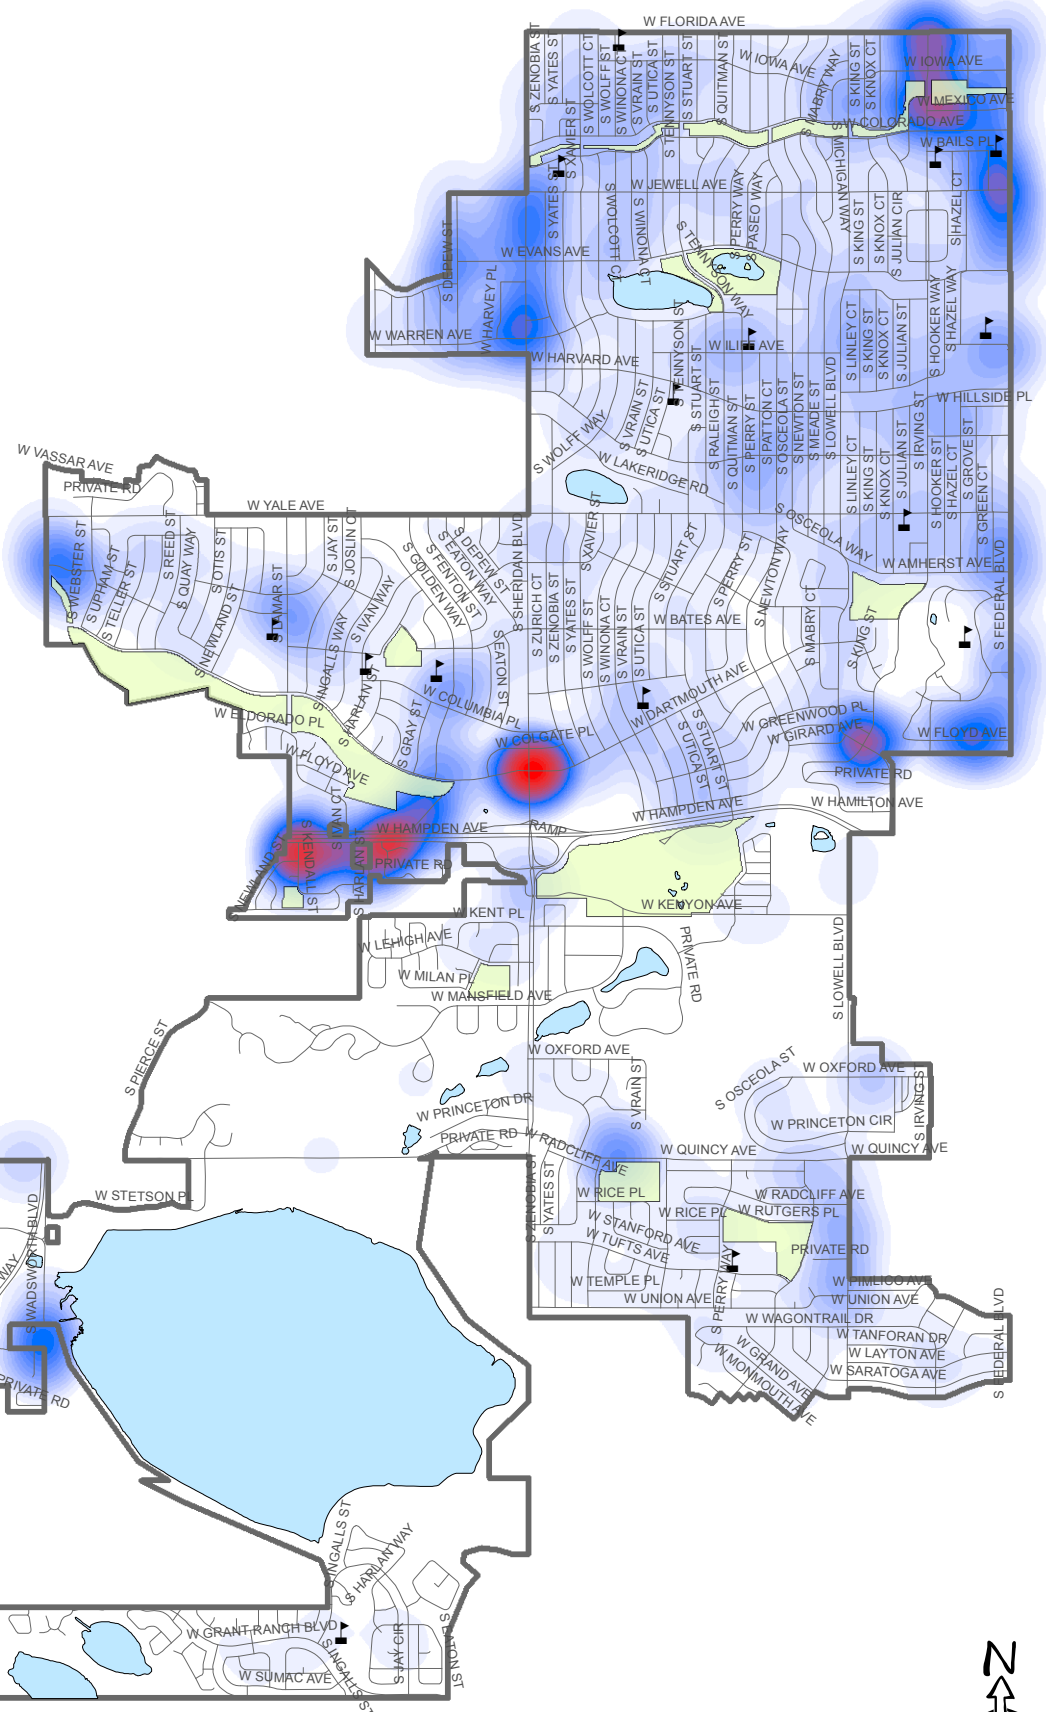 W FLORIDA AVE
S ZENOBIA ST
S YATES ST
S WOLCOTT CT
S WOLFF ST
S WINONA CT
S VRAIN ST
S UTICA ST
S TENNYSON ST
S STUART ST
S QUITMAN ST
W IOWA AVE
S MABRY WAY
S KING ST
S KNOX CT
W IOWA AVE
W MEXICO AVE
W COLORADO AVE
W BAILS PL
S XAVIER ST
S YATES ST
W JEWELL AVE
S WOLCOTT CT
S WINONA CT
S TENNYSON WAY
S PERRY WAY
S PASEO WAY
S MICHIGAN WAY
S KING ST
S KNOX CT
S JULIAN CIR
S HAZEL CT
W EVANS AVE
S DEPEW ST
S HARVEY PL
W WARREN AVE
W HARVARD AVE
S TENNYSON ST
S STUART ST
W ILIFF AVE
S LINLEY CT
S KING ST
S KNOX CT
S JULIAN ST
S HOOKER WAY
S HAZEL WAY
W HILLSIDE PL
S WOLFF WAY
S VRAIN ST
S UTICA ST
W LAKERIDGE RD
S RALEIGH ST
S QUITMAN ST
S PERRY ST
S PATTON CT
S OSCEOLA ST
S NEWTON ST
S MEADE ST
S LOWELL BLVD
S LINLEY CT
S KING ST
S KNOX CT
S JULIAN ST
S IRVING ST
S HOOKER ST
S HAZEL CT
S GROVE ST
S GREEN CT
W VASSAR AVE
PRIVATE RD
W YALE AVE
S WEBSTER ST
S UPHAM ST
S TELLER ST
S REED ST
S QUAY WAY
S OTIS ST
S NEWLAND ST
S LAMAR ST
S JAY ST
S JOSLIN CT
S INGALLS WAY
S IVAN WAY
S HARLAN ST
S GOLDEN WAY
S FENTON ST
S EATON WAY
S DEPEW ST
S SHERIDAN BLVD
S EATON ST
S GRAY ST
W COLUMBIA PL
S ZURICH CT
S ZENOBIA ST
S YATES ST
S XAVIER ST
S WOLFF ST
S WINONA CT
S VRAIN ST
S UTICA ST
S STUART ST
S PERRY ST
S NEWTON WAY
S OSCEOLA WAY
W AMHERST AVE
W BATES AVE
S MABRY CT
S KING ST
S FEDERAL BLVD
W DARTMOUTH AVE
W COLGATE PL
S STUART ST
S UTICA ST
W GREENWOOD PL
W GIRARD AVE
W FLOYD AVE
PRIVATE RD
W HAMILTON AVE
W ELDORADO PL
W FLOYD AVE
W HAMPDEN AVE
RAMP
W HAMPDEN AVE
S KENDALL ST
S HARLAN ST
PRIVATE RD
S NEWLAND ST
W KENT PL
W KENYON AVE
W LEHIGH AVE
W MILAN PL
W MANSFIELD AVE
PRIVATE RD
S LOWELL BLVD
S PIERCE ST
W OXFORD AVE
S VRAIN ST
S OSCEOLA ST
W OXFORD AVE
S IRVING ST
W PRINCETON DR
W PRINCETON CIR
PRIVATE RD
W RADCLIFF AVE
W QUINCY AVE
W QUINCY AVE
W STETSON PL
S ZENOBIA ST
S YATES ST
W RICE PL
W RICE PL
W RADCLIFF AVE
W RUTGERS PL
W STANFORD AVE
W TUFTS AVE
PRIVATE RD
S WADSWORTH BLVD
WAY
W TEMPLE PL
W UNION AVE
S PERRY WAY
W PIMLICO AVE
W UNION AVE
W WAGONTRAIL DR
W TANFORAN DR
W LAYTON AVE
W SARATOGA AVE
W GRAND AVE
W MONMOUTH AVE
S FEDERAL BLVD
PRIVATE RD
S INGALLS ST
S HARLAN WAY
W GRANT RANCH BLVD
W SUMAC AVE
S INGALLS ST
S JAY CIR
S EATON ST
N